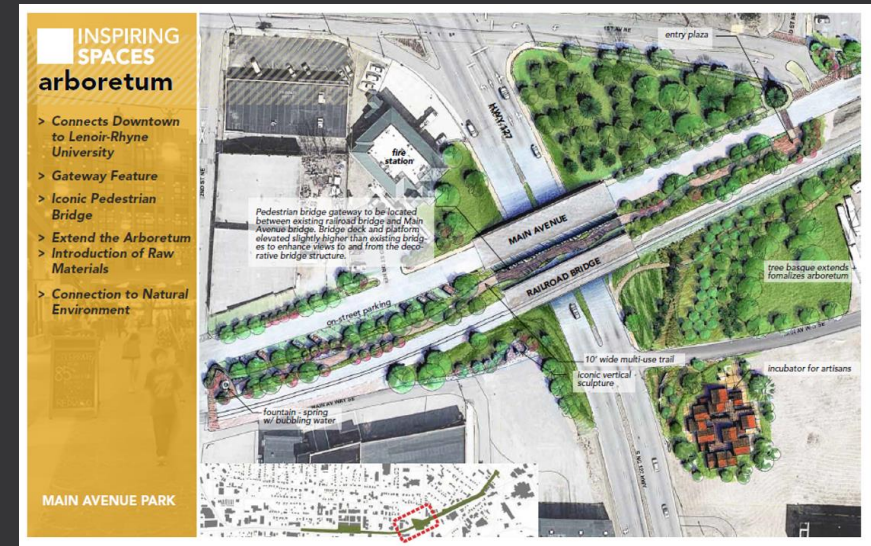 INSPIRING
SPACES
arboretum
> Connects Downtown
to Lenoir-Rhyne
University
> Gateway Feature
> Iconic Pedestrian
Bridge
> Extend the Arboretum
> Introduction of Raw
Materials
> Connection to Natural
Environment
MAIN AVENUE PARK
entry plaza
HWY 127
fire
station
Pedestrian bridge gateway to be located
between existing railroad bridge and Main
Avenue bridge. Bridge deck and platform
elevated slightly higher than existing bridg-
es to enhance views to and from the deco-
rative bridge structure.
MAIN AVENUE
RAILROAD BRIDGE
tree basque extends
fomalizes arboretum
on-street parking
10' wide multi-use trail
iconic vertical
sculpture
incubator for artisans
fountain - spring
w/ bubbling water